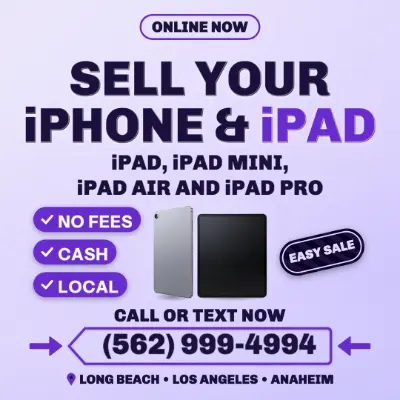 ONLINE NOW
SELL YOUR
iPHONE & iPAD
iPAD, iPAD MINI,
iPAD AIR AND iPAD PRO
NO FEES
CASH
LOCAL
EASY SALE
CALL OR TEXT NOW
(562) 999-4994
LONG BEACH • LOS ANGELES • ANAHEIM